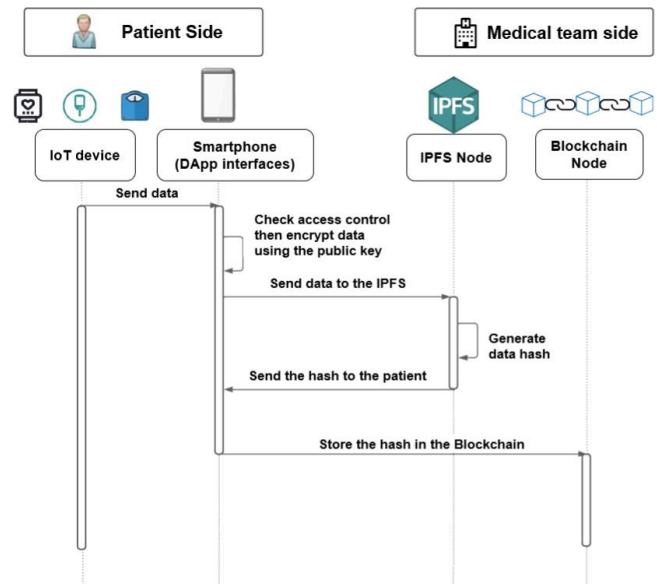 Patient Side
Medical team side
H
IPFS
IoT device
Smartphone
(DApp interfaces)
IPFS Node
Blockchain
Node
Send data
Check access control
then encrypt data
using the public key
Send data to the IPFS
Generate
data hash
Send the hash to the patient
Store the hash in the Blockchain